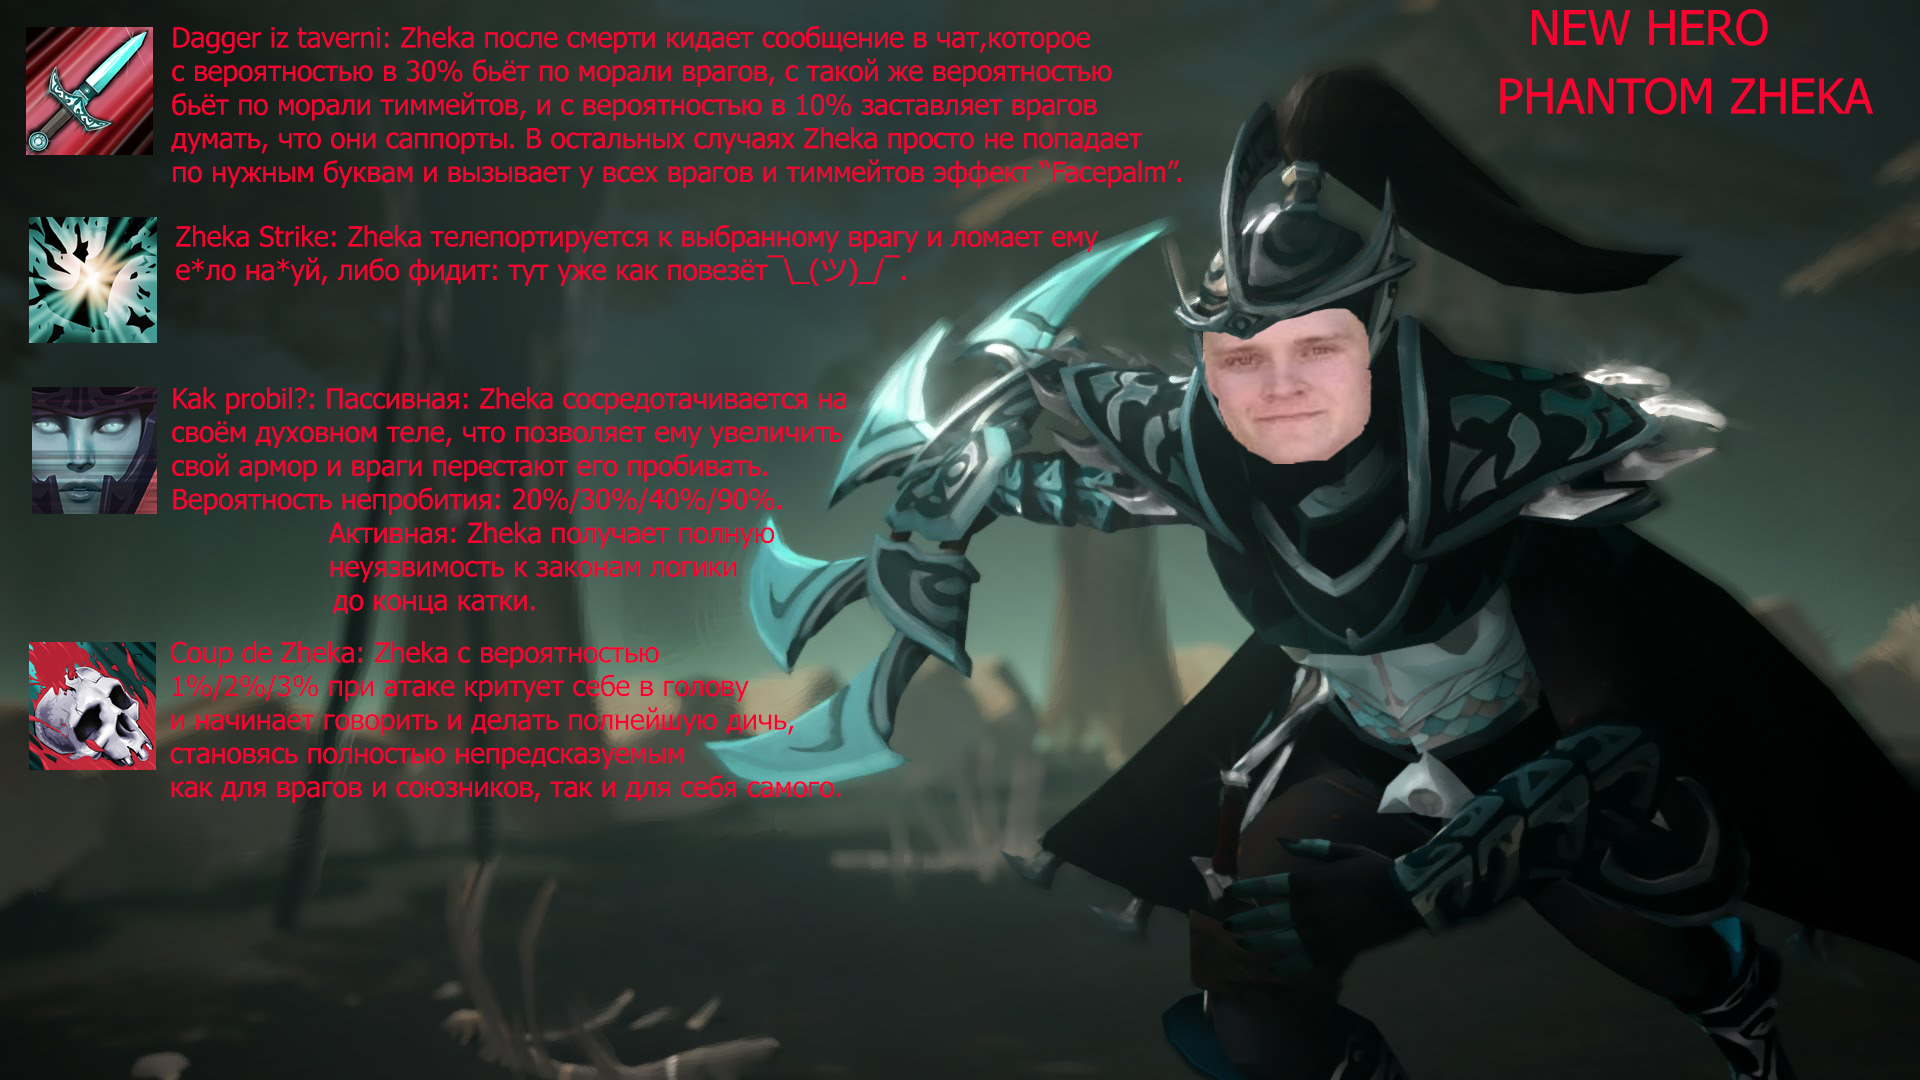 NEW HERO
PHANTOM ZHEKA
Dagger iz taverni: Zheka после смерти кидает сообщение в чат,которое
с вероятностью в 30% бьёт по морали врагов, с такой же вероятностью
бьёт по морали тиммейтов, и с вероятностью в 10% заставляет врагов
думать, что они саппорты. В остальных случаях Zheka просто не попадает
по нужным буквам и вызывает у всех врагов и тиммейтов эффект “Facepalm”.
Zheka Strike: Zheka телепортируется к выбранному врагу и ломает ему
е*ло на*уй, либо фидит: тут уже как повезёт¯\_(ツ)_/¯.
Kak probil?: Пассивная: Zheka сосредотачивается на
своём духовном теле, что позволяет ему увеличить
свой армор и враги перестают его пробивать.
Вероятность непробития: 20%/30%/40%/90%.
Активная: Zheka получает полную
неуязвимость к законам логики
до конца катки.
Coup de Zheka: Zheka с вероятностью
1%/2%/3% при атаке критует себе в голову
и начинает говорить и делать полнейшую дичь,
становясь полностью непредсказуемым
как для врагов и союзников, так и для себя самого.